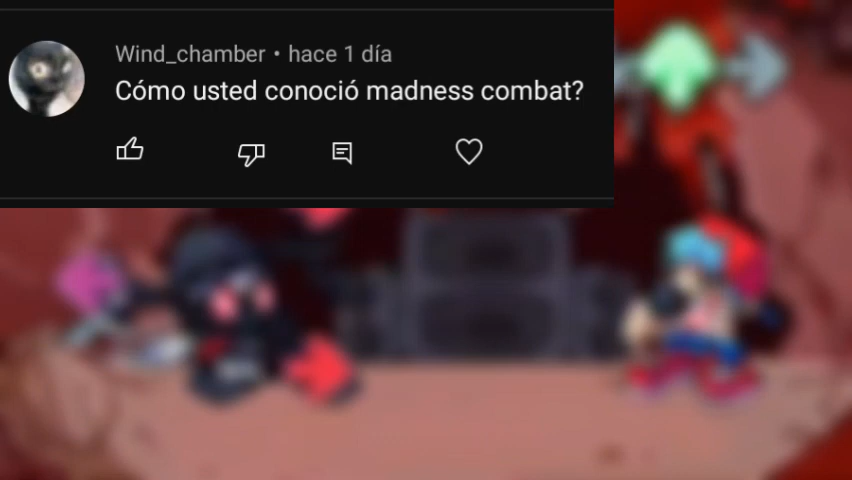 Wind_chamber • hace 1 día
Cómo usted conoció madness combat?